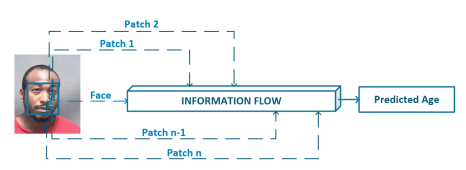 Patch 2
Patch 1
Face
INFORMATION FLOW
Predicted Age
Patch n-1
Patch n